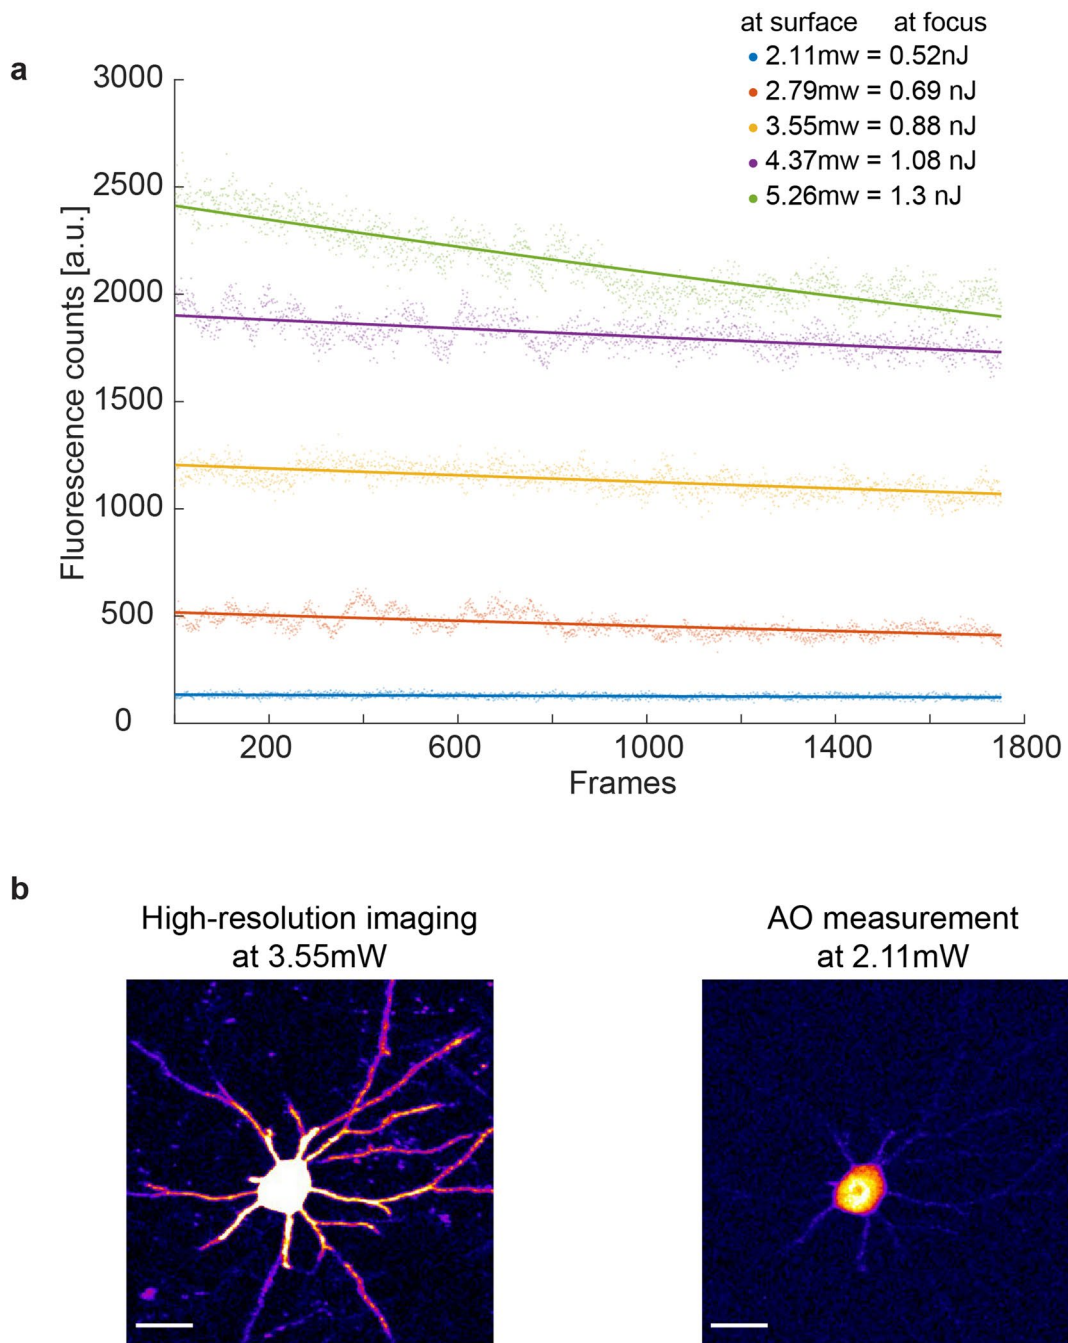 at surface at focus
2.11mw = 0.52nJ
2.79mw = 0.69 nJ
3.55mw = 0.88 nJ
4.37mw = 1.08 nJ
5.26mw = 1.3 nJ
a
3000
2500
2000
1500
1000
500
0
Fluorescence counts [a.u.]
200 600 1000 1400 1800
Frames
b
High-resolution imaging
at 3.55mW
AO measurement
at 2.11mW